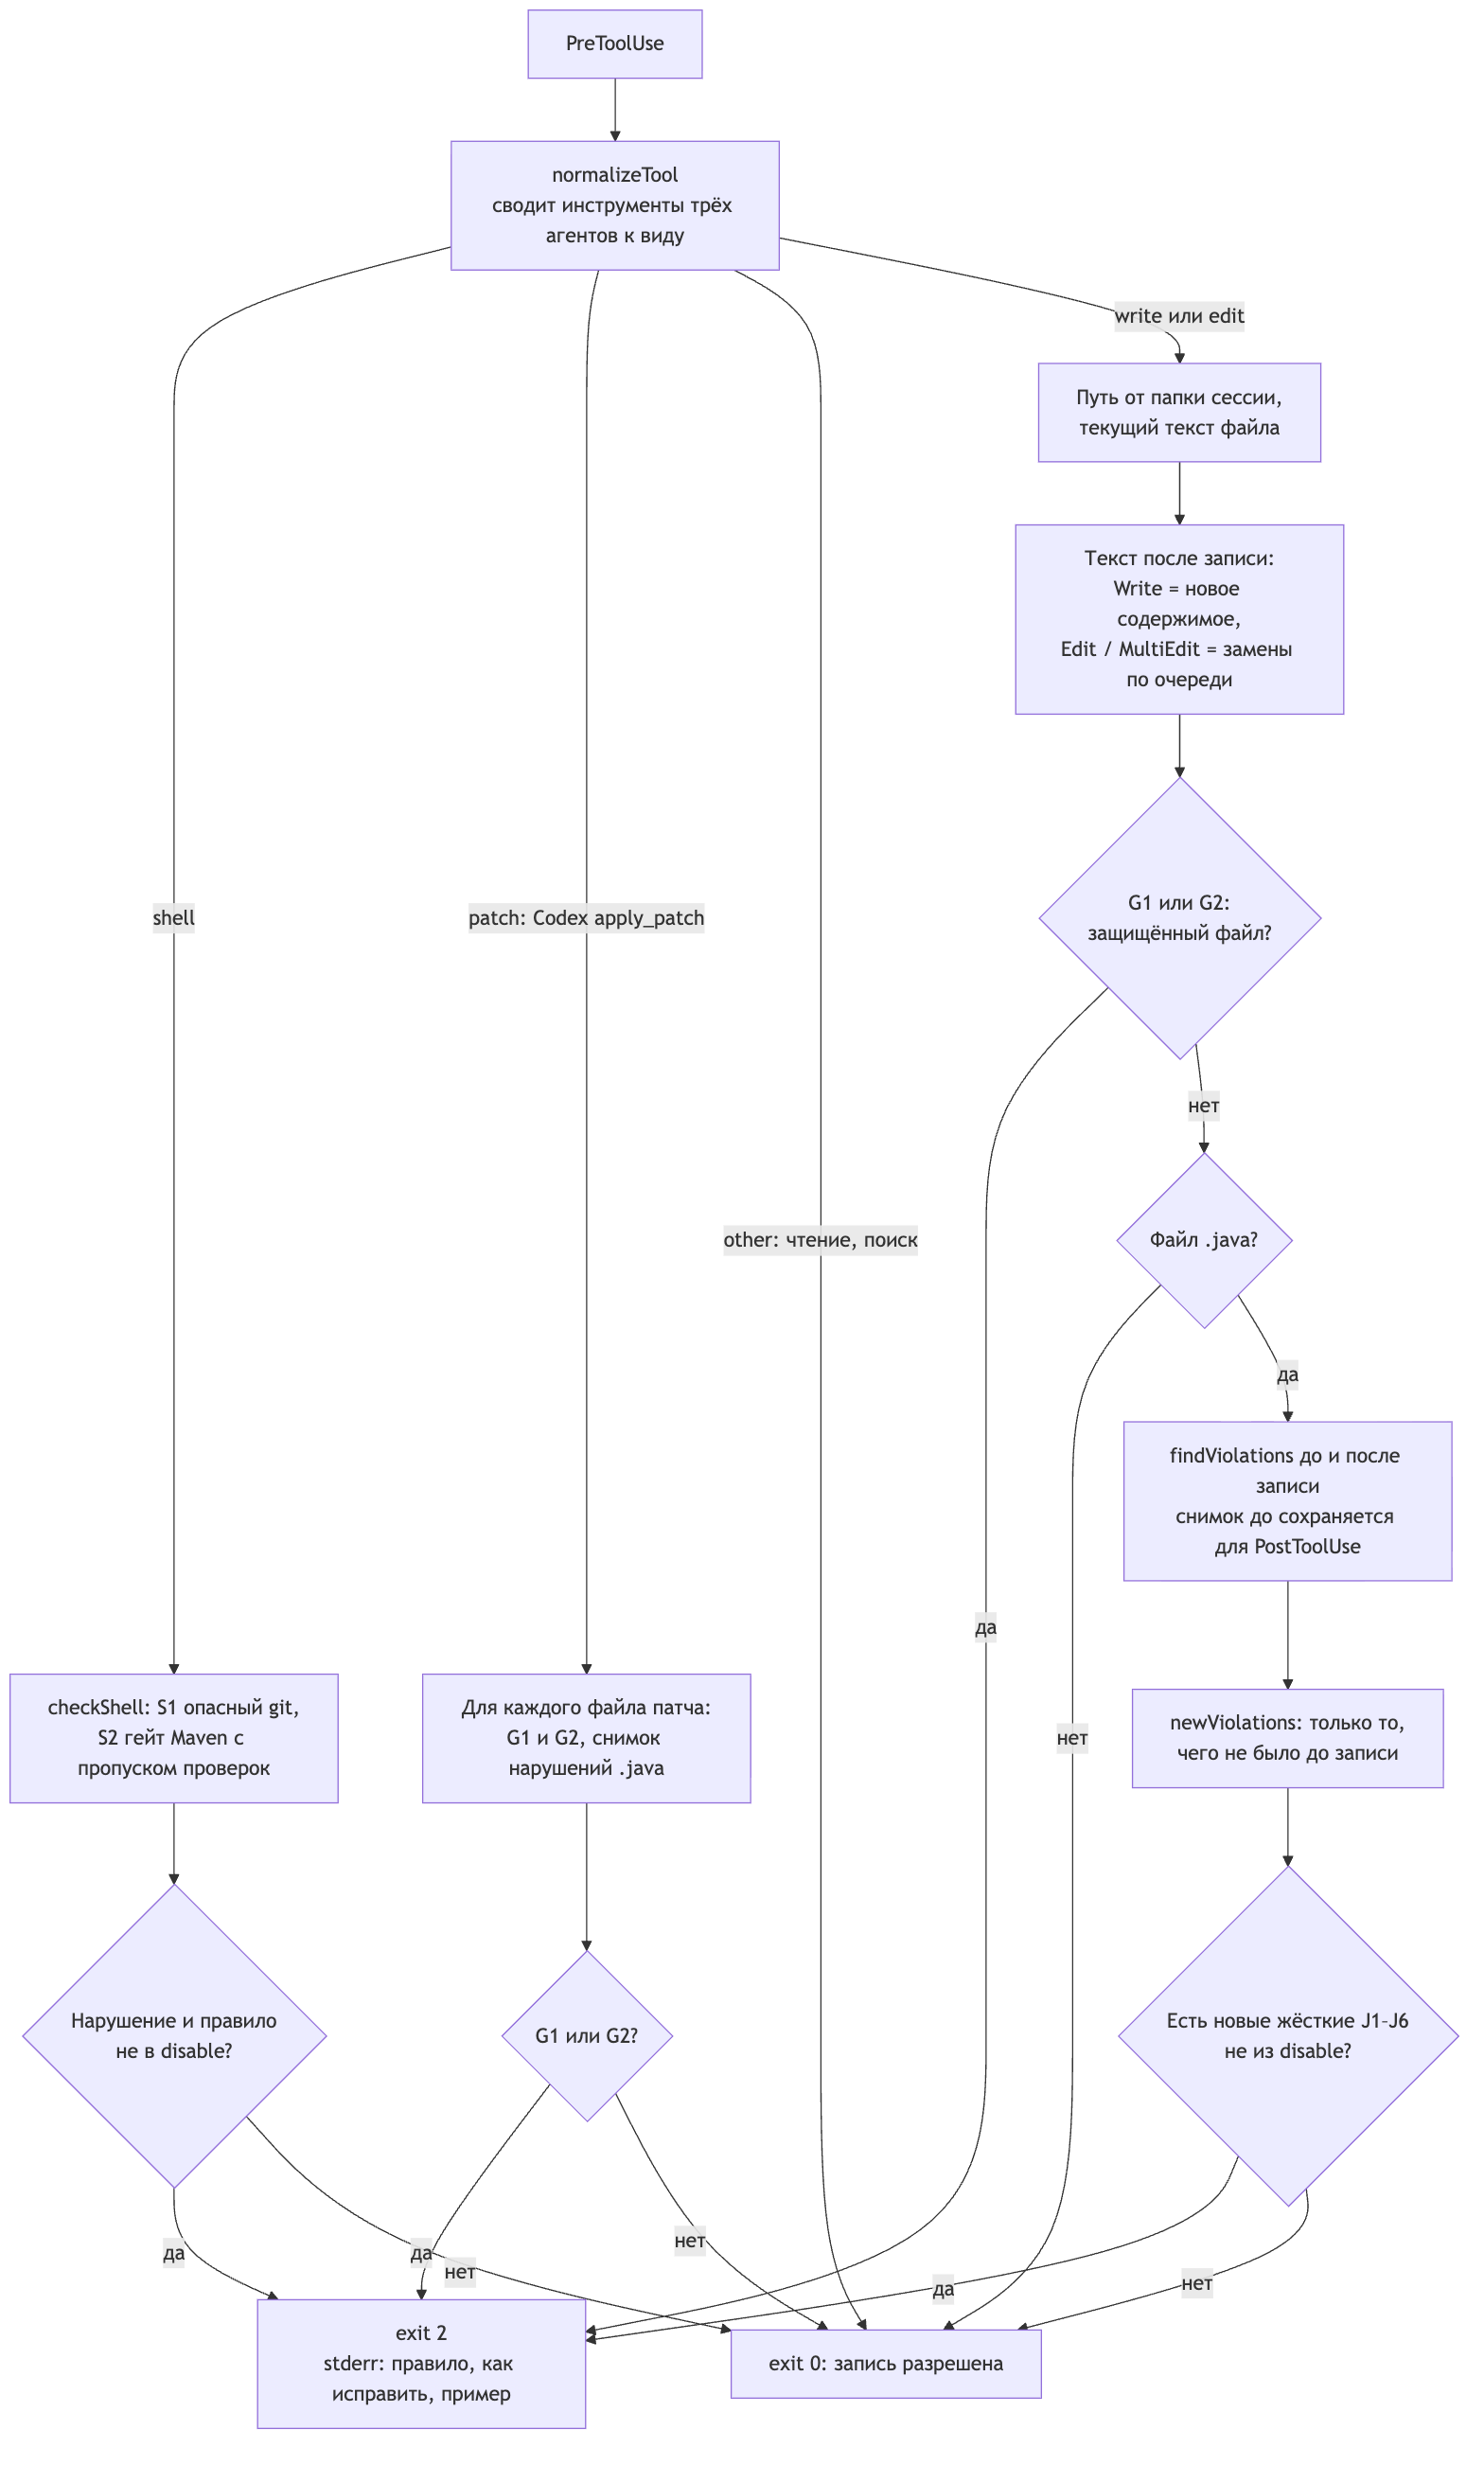 PreToolUse
normalizeTool
сводит инструменты трёх
агентов к виду
write или edit
Путь от папки сессии,
текущий текст файла
Текст после записи:
Write = новое
содержимое,
Edit / MultiEdit = замены
по очереди
shell
patch: Codex apply_patch
G1 или G2:
защищённый файл?
нет
other: чтение, поиск
Файл .java?
да
findViolations до и после
записи
снимок до сохраняется
для PostToolUse
да
checkShell: S1 опасный git,
S2 гейт Maven с
пропуском проверок
Для каждого файла патча:
G1 и G2, снимок
нарушений .java
нет
newViolations: только то,
чего не было до записи
Нарушение и правило
не в disable?
G1 или G2?
Есть новые жёсткие J1–J6
не из disable?
да
да
нет
нет
да
нет
exit 2
stderr: правило, как
исправить, пример
exit 0: запись разрешена